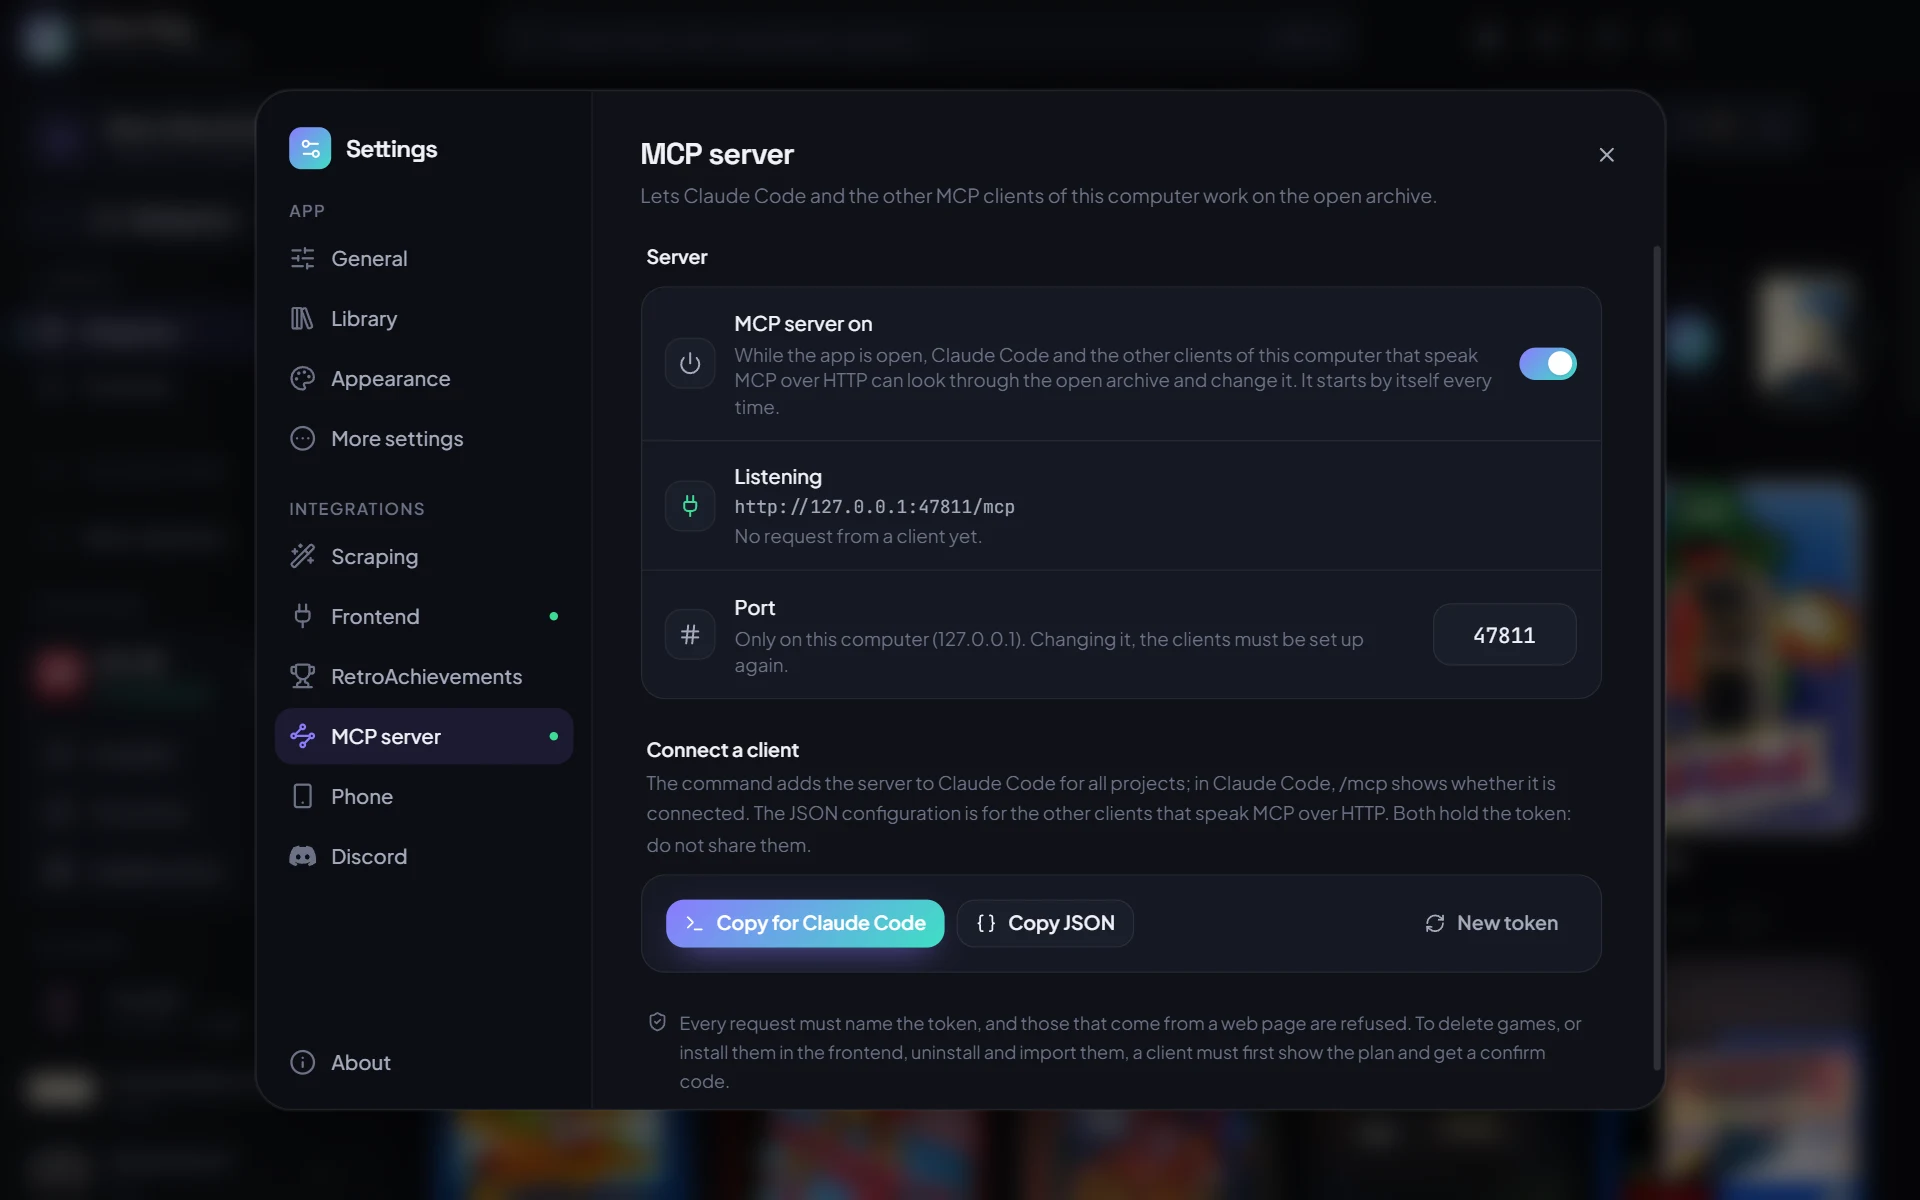 Settings
APP
General
Library
Appearance
More settings
INTEGRATIONS
Scraping
Frontend
RetroAchievements
MCP server
Phone
Discord
About
MCP server
Lets Claude Code and the other MCP clients of this computer work on the open archive.
Server
MCP server on
While the app is open, Claude Code and the other clients of this computer that speak
MCP over HTTP can look through the open archive and change it. It starts by itself every
time.
Listening
http://127.0.0.1:47811/mcp
No request from a client yet.
Port
Only on this computer (127.0.0.1). Changing it, the clients must be set up
again.
47811
Connect a client
The command adds the server to Claude Code for all projects; in Claude Code, /mcp shows whether it is
connected. The JSON configuration is for the other clients that speak MCP over HTTP. Both hold the token:
do not share them.
Copy for Claude Code
Copy JSON
New token
Every request must name the token, and those that come from a web page are refused. To delete games, or
install them in the frontend, uninstall and import them, a client must first show the plan and get a confirm
code.